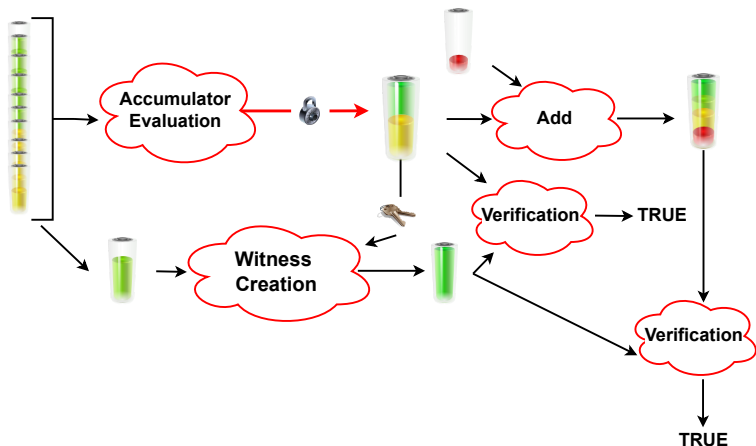 Accumulator
Evaluation
Add
Verification
TRUE
Witness
Creation
Verification
TRUE